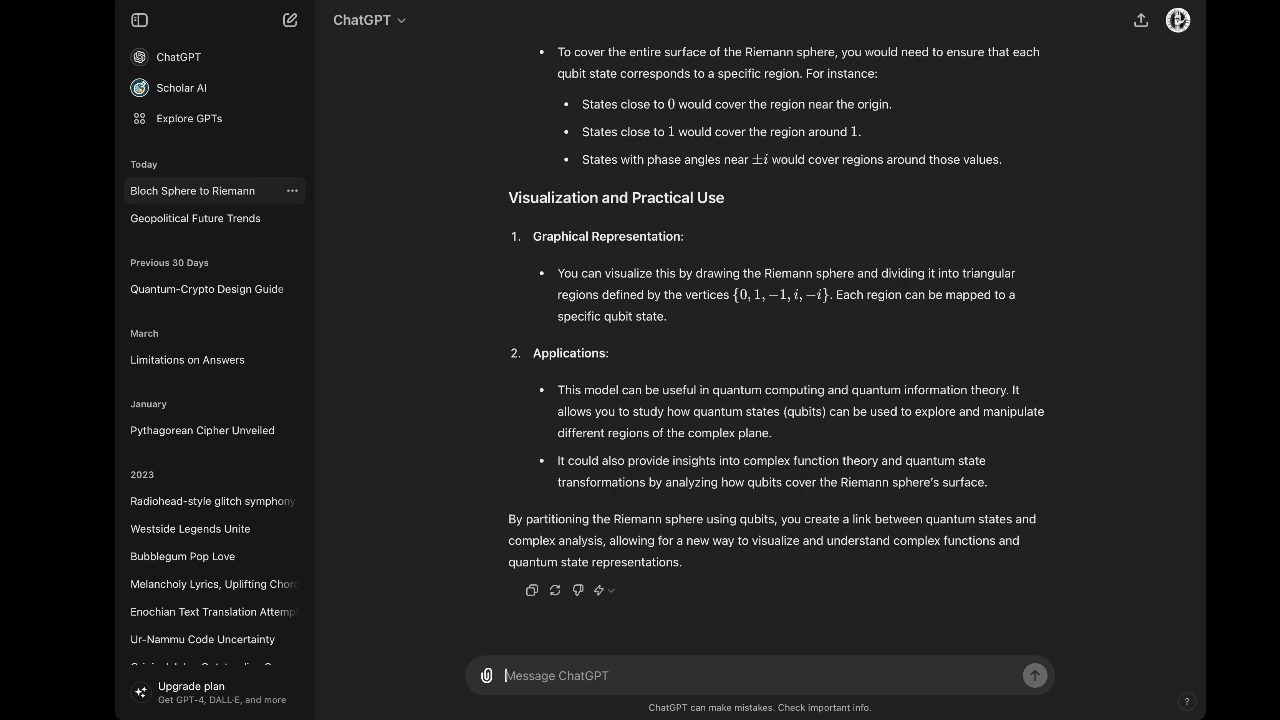 ChatGPT
Scholar AI
Explore GPTs
Today
Bloch Sphere to Riemann
Geopolitical Future Trends
Previous 30 Days
Quantum-Crypto Design Guide
March
Limitations on Answers
January
Pythagorean Cipher Unveiled
2023
Radiohead-style glitch symphony
Westside Legends Unite
Bubblegum Pop Love
Melancholy Lyrics, Uplifting Chor
Enochian Text Translation Attempt
Ur-Nammu Code Uncertainty
Upgrade plan
Get GPT-4, DALL·E, and more
ChatGPT
• To cover the entire surface of the Riemann sphere, you would need to ensure that each
qubit state corresponds to a specific region. For instance:
• States close to 0 would cover the region near the origin.
• States close to 1 would cover the region around 1.
• States with phase angles near ±i would cover regions around those values.
Visualization and Practical Use
1. Graphical Representation:
• You can visualize this by drawing the Riemann sphere and dividing it into triangular
regions defined by the vertices {0, 1, −1, i, −i}. Each region can be mapped to a
specific qubit state.
2. Applications:
• This model can be useful in quantum computing and quantum information theory. It
allows you to study how quantum states (qubits) can be used to explore and manipulate
different regions of the complex plane.
• It could also provide insights into complex function theory and quantum state
transformations by analyzing how qubits cover the Riemann sphere's surface.
By partitioning the Riemann sphere using qubits, you create a link between quantum states and
complex analysis, allowing for a new way to visualize and understand complex functions and
quantum state representations.
Message ChatGPT
ChatGPT can make mistakes. Check important info.
?